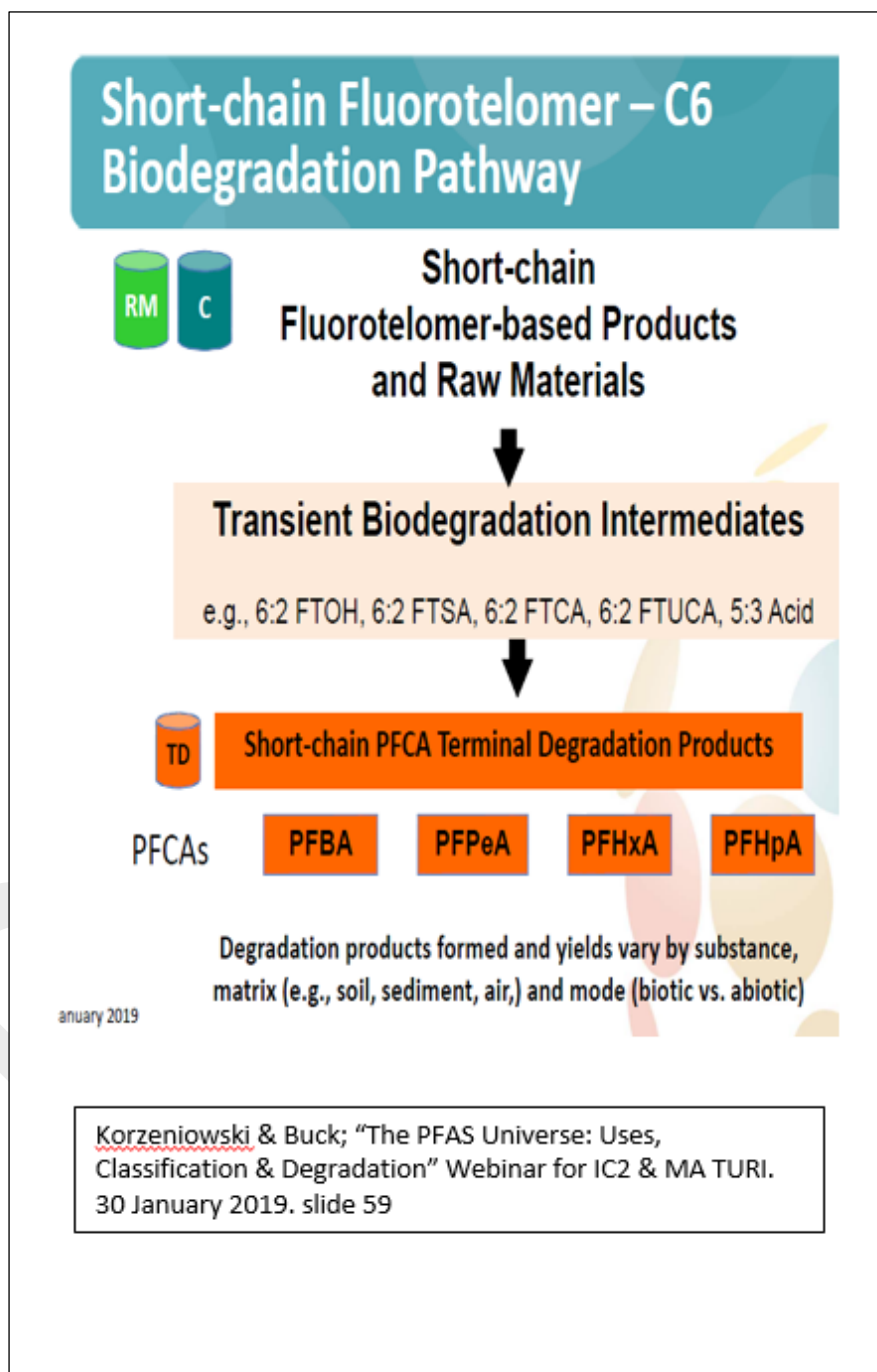 Short-chain Fluorotelomer – C6
Biodegradation Pathway
RM
C
Short-chain
Fluorotelomer-based Products
and Raw Materials
Transient Biodegradation Intermediates
e.g., 6:2 FTOH, 6:2 FTSA, 6:2 FTCA, 6:2 FTUCA, 5:3 Acid
TD
Short-chain PFCA Terminal Degradation Products
PFCAs
PFBA
PFPeA
PFHxA
PFHpA
Degradation products formed and yields vary by substance,
matrix (e.g., soil, sediment, air,) and mode (biotic vs. abiotic)
anuary 2019
Korzeniowski & Buck; “The PFAS Universe: Uses,
Classification & Degradation” Webinar for IC2 & MA TURI.
30 January 2019. slide 59